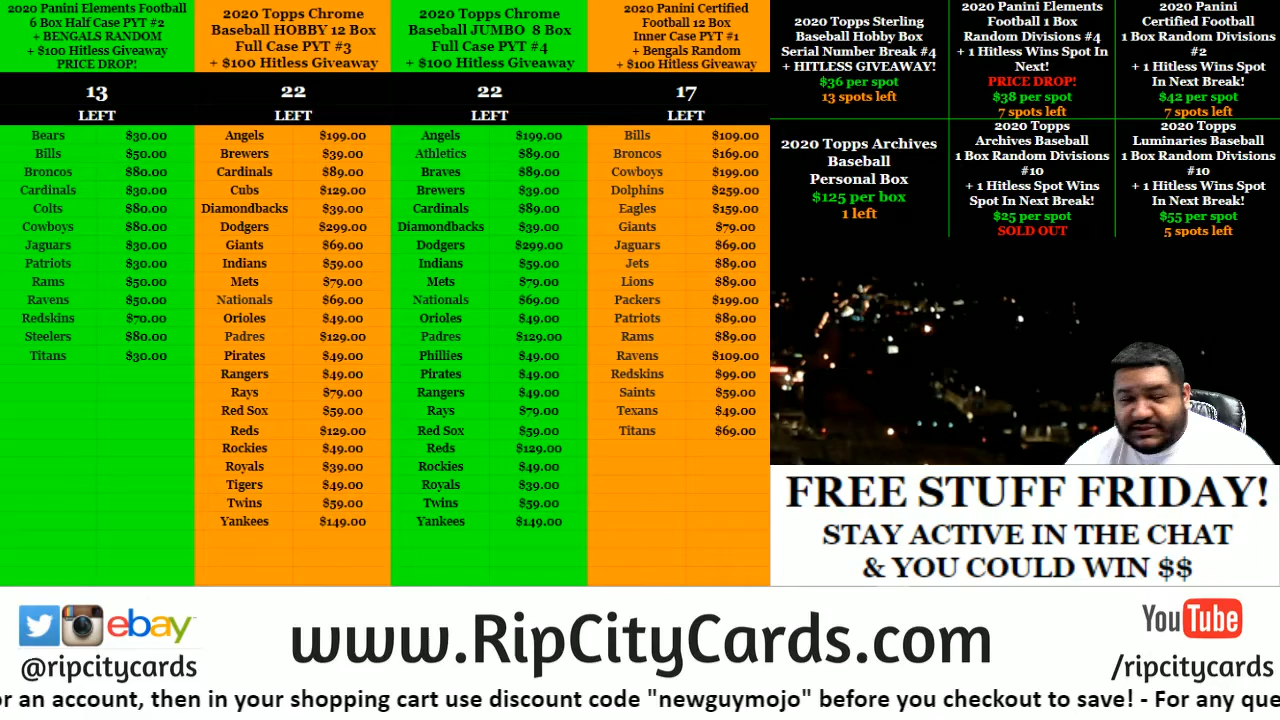 2020 Panini Elements Football
6 Box Half Case PYT #2
+ BENGALS RANDOM
+ $100 Hitless Giveaway
PRICE DROP!
13
LEFT
Bears $30.00
Bills $50.00
Broncos $80.00
Cardinals $30.00
Colts $80.00
Cowboys $80.00
Jaguars $30.00
Patriots $30.00
Rams $50.00
Ravens $50.00
Redskins $70.00
Steelers $80.00
Titans $30.00
2020 Topps Chrome
Baseball HOBBY 12 Box
Full Case PYT #3
+ $100 Hitless Giveaway
22
LEFT
Angels $199.00
Brewers $39.00
Cardinals $89.00
Cubs $129.00
Diamondbacks $39.00
Dodgers $299.00
Giants $69.00
Indians $59.00
Mets $79.00
Nationals $69.00
Orioles $49.00
Padres $129.00
Pirates $49.00
Rangers $49.00
Rays $79.00
Red Sox $59.00
Reds $129.00
Rockies $49.00
Royals $39.00
Tigers $49.00
Twins $59.00
Yankees $149.00
2020 Topps Chrome
Baseball JUMBO 8 Box
Full Case PYT #4
+ $100 Hitless Giveaway
22
LEFT
Angels $199.00
Athletics $89.00
Braves $89.00
Brewers $39.00
Cardinals $89.00
Diamondbacks $39.00
Dodgers $299.00
Indians $59.00
Mets $79.00
Nationals $69.00
Orioles $49.00
Padres $129.00
Phillies $49.00
Pirates $49.00
Rangers $49.00
Rays $79.00
Red Sox $59.00
Reds $129.00
Rockies $49.00
Royals $39.00
Twins $59.00
Yankees $149.00
2020 Panini Certified
Football 12 Box
Inner Case PYT #1
+ Bengals Random
+ $100 Hitless Giveaway
17
LEFT
Bills $109.00
Broncos $169.00
Cowboys $199.00
Dolphins $259.00
Eagles $159.00
Giants $79.00
Jaguars $69.00
Jets $89.00
Lions $89.00
Packers $199.00
Patriots $89.00
Rams $89.00
Ravens $109.00
Redskins $99.00
Saints $59.00
Texans $49.00
Titans $69.00
2020 Topps Sterling
Baseball Hobby Box
Serial Number Break #4
+ HITLESS GIVEAWAY!
$36 per spot
13 spots left
2020 Panini Elements
Football 1 Box
Random Divisions #4
+ 1 Hitless Wins Spot In
Next!
PRICE DROP!
$38 per spot
7 spots left
2020 Panini
Certified Football
1 Box Random Divisions
#2
+ 1 Hitless Wins Spot
In Next Break!
$42 per spot
7 spots left
2020 Topps Archives
Baseball
Personal Box
$125 per box
1 left
2020 Topps
Archives Baseball
1 Box Random Divisions
#10
+ 1 Hitless Spot Wins
Spot In Next Break!
$25 per spot
SOLD OUT
2020 Topps
Luminaries Baseball
1 Box Random Divisions
#10
+ 1 Hitless Wins Spot
In Next Break!
$55 per spot
5 spots left
FREE STUFF FRIDAY!
STAY ACTIVE IN THE CHAT
& YOU COULD WIN $$
ebay
@ripcitycards
www.RipCityCards.com
YouTube
/ripcitycards
or an account, then in your shopping cart use discount code "newguymojo" before you checkout to save! - For any que